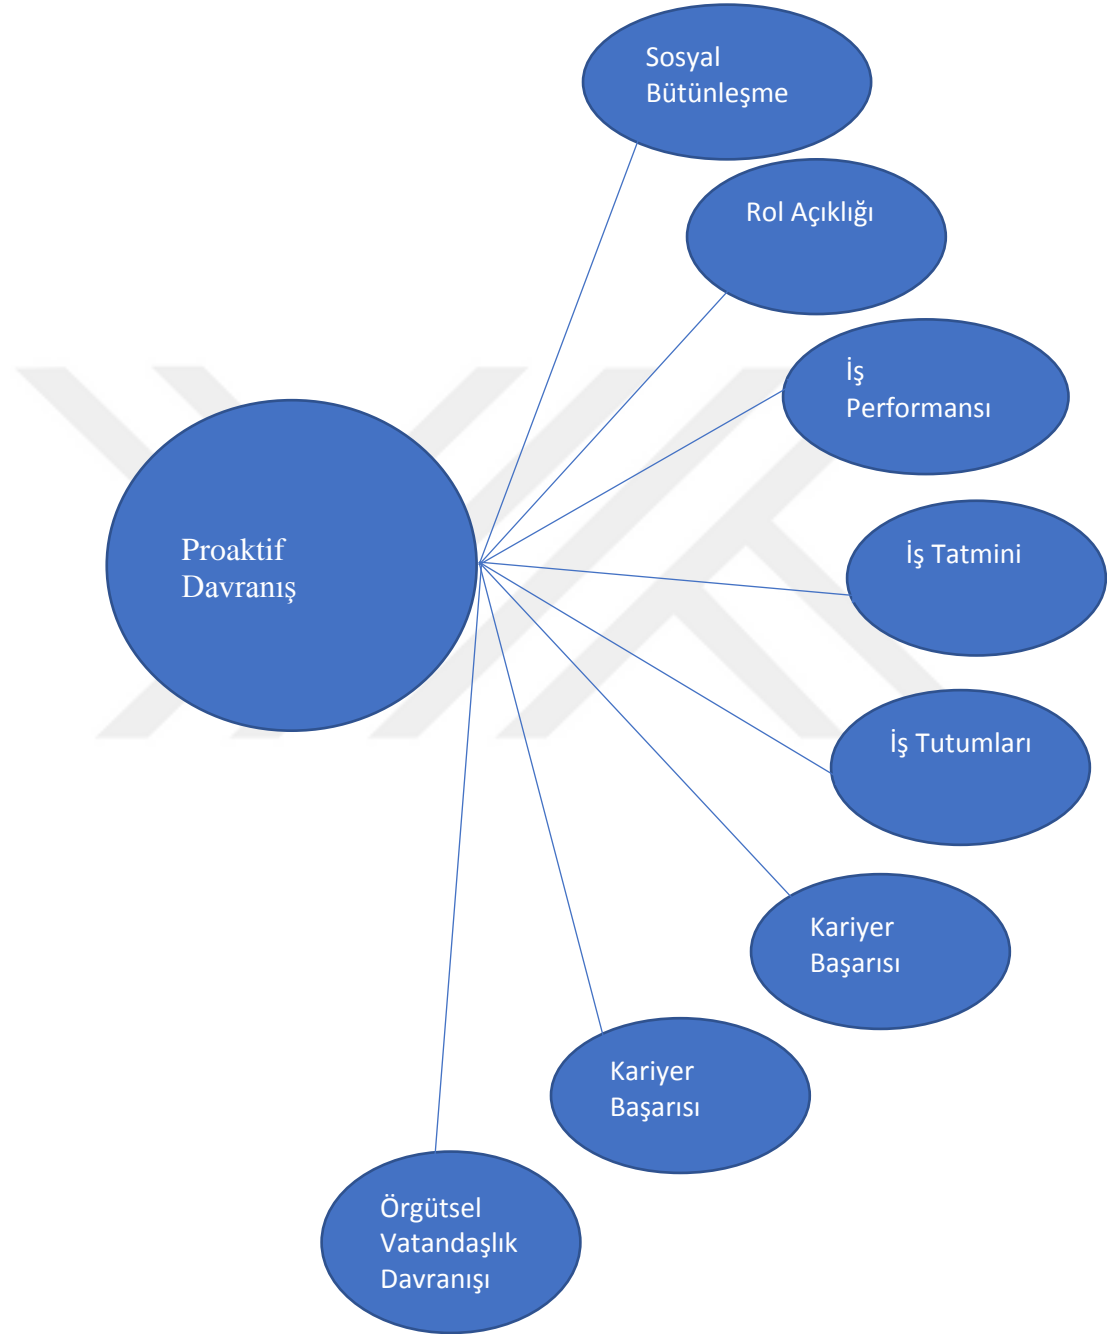 Sosyal
Bütünleşme
Rol Açıklığı
İş
Performansı
İş Tatmini
Proaktif
Davranış
İş Tutumları
Kariyer
Başarısı
Kariyer
Başarısı
Örgütsel
Vatandaşlık
Davranışı